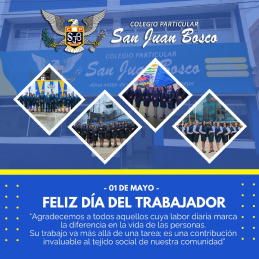 COLEGIO PARTICULAR
San Juan Bosco
COLEGIO PARTICULAR
San Juan Bosco
- 01 DE MAYO -
FELIZ DÍA DEL TRABAJADOR
"Agradecemos a todos aquellos cuya labor diaria marca
la diferencia en la vida de las personas.
Su trabajo va más allá de una tarea; es una contribución
invaluable al tejido social de nuestra comunidad"